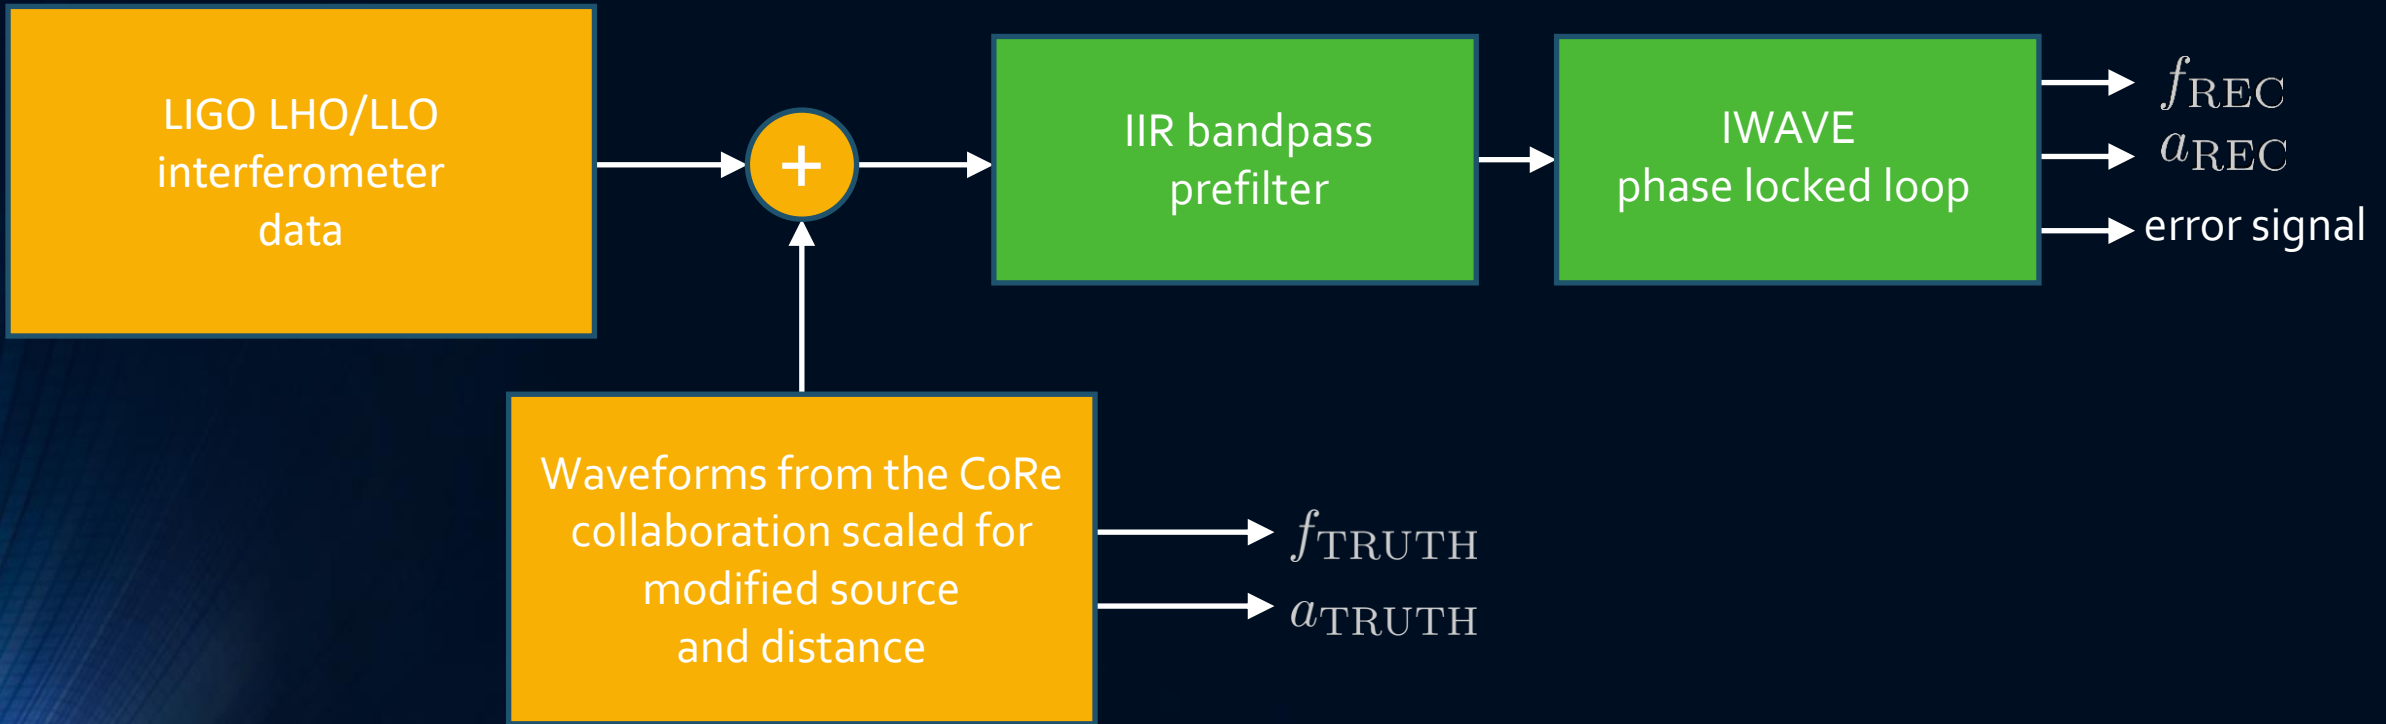 LIGO LHO/LLO
interferometer
data
+
IIR bandpass
prefilter
IWAVE
phase locked loop
f_REC
a_REC
error signal
Waveforms from the CoRe
collaboration scaled for
modified source
and distance
f_TRUTH
a_TRUTH